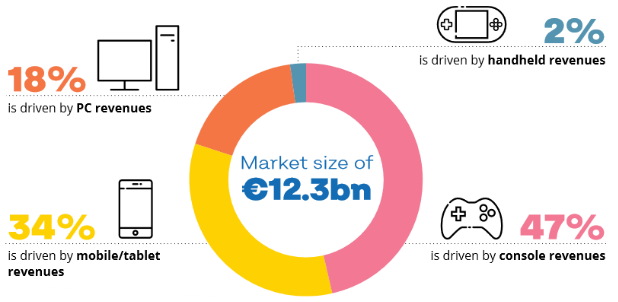 18%
is driven by PC revenues
2%
is driven by handheld revenues
Market size of
€12.3bn
34%
is driven by mobile/tablet
revenues
47%
is driven by console revenues